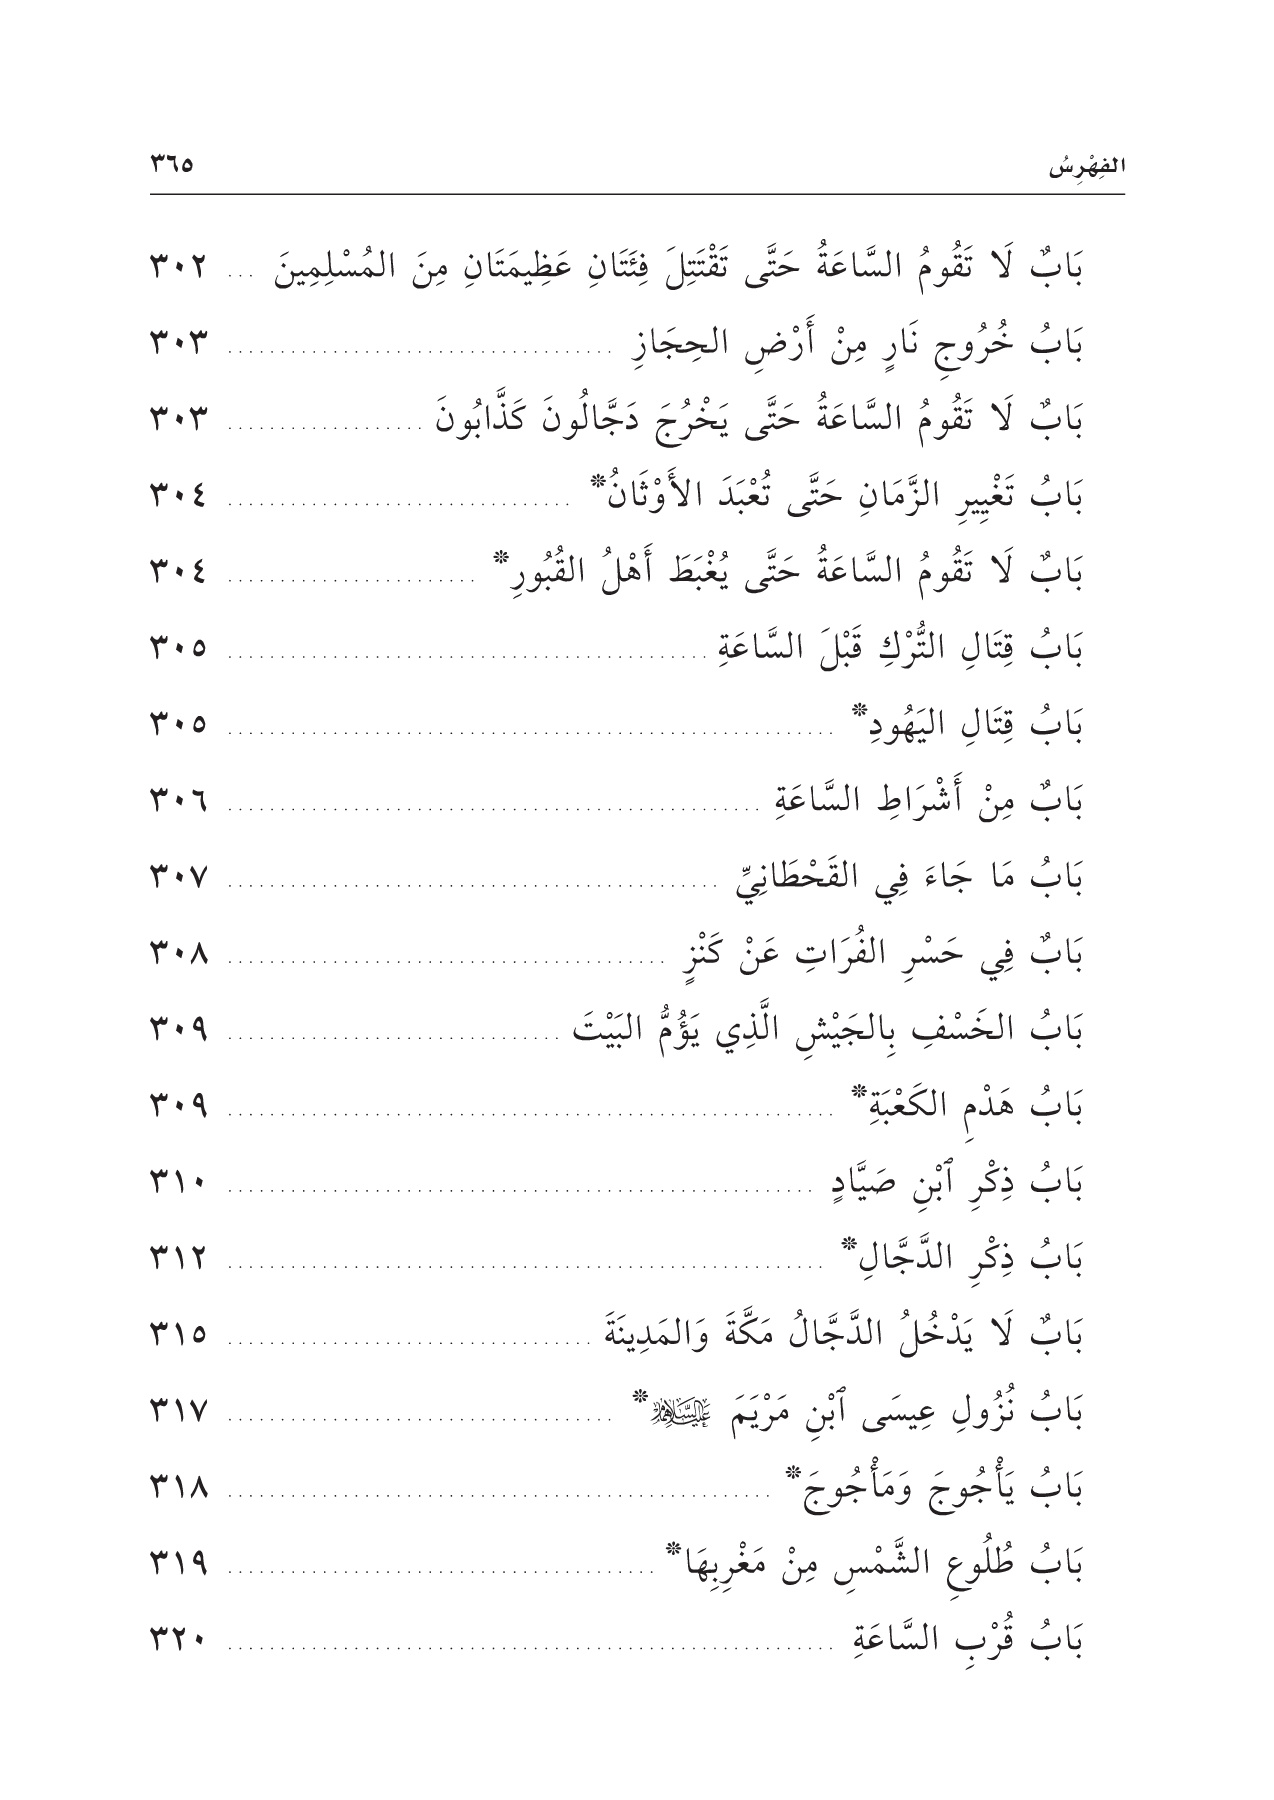 الفِهْرِسُ ٣٦٥
بَابٌ لَا تَقُومُ السَّاعَةُ حَتَّى تَقْتَتِلَ فِئَتَانِ عَظِيمَتَانِ مِنَ المُسْلِمِينَ ... ٣٠٢
بَابُ خُرُوجِ نَارٍ مِنْ أَرْضِ الحِجَازِ ..................................... ٣٠٣
بَابٌ لَا تَقُومُ السَّاعَةُ حَتَّى يَخْرُجَ دَجَّالُونَ كَذَّابُونَ ................... ٣٠٣
بَابُ تَغْيِيرِ الزَّمَانِ حَتَّى تُعْبَدَ الأَوْثَانُ* ................................. ٣٠٤
بَابٌ لَا تَقُومُ السَّاعَةُ حَتَّى يُغْبَطَ أَهْلُ القُبُورِ* ........................ ٣٠٤
بَابُ قِتَالِ التُّرْكِ قَبْلَ السَّاعَةِ .............................................. ٣٠٥
بَابُ قِتَالِ اليَهُودِ* .......................................................... ٣٠٥
بَابٌ مِنْ أَشْرَاطِ السَّاعَةِ ................................................... ٣٠٦
بَابُ مَا جَاءَ فِي القَحْطَانِيِّ ............................................... ٣٠٧
بَابٌ فِي حَسْرِ الفُرَاتِ عَنْ كَنْزٍ .......................................... ٣٠٨
بَابُ الخَسْفِ بِالجَيْشِ الَّذِي يَؤُمُّ البَيْتَ ................................ ٣٠٩
بَابُ هَدْمِ الكَعْبَةِ* .......................................................... ٣٠٩
بَابُ ذِكْرِ ٱبْنِ صَيَّادٍ ........................................................ ٣١٠
بَابُ ذِكْرِ الدَّجَّالِ* ......................................................... ٣١٢
بَابٌ لَا يَدْخُلُ الدَّجَّالُ مَكَّةَ وَالمَدِينَةَ ................................... ٣١٥
بَابُ نُزُولِ عِيسَى ٱبْنِ مَرْيَمَ عليهما السلام* ..................................... ٣١٧
بَابُ يَأْجُوجَ وَمَأْجُوجَ* .................................................... ٣١٨
بَابُ طُلُوعِ الشَّمْسِ مِنْ مَغْرِبِهَا* ......................................... ٣١٩
بَابُ قُرْبِ السَّاعَةِ .......................................................... ٣٢٠